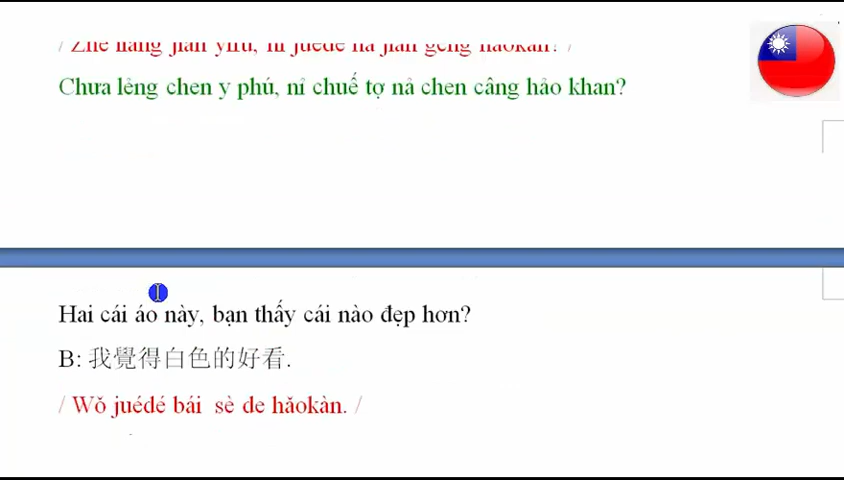 Chưa lẻng chen y phú, nỉ chuế tợ nả chen câng hảo khan?
Hai cái áo này, bạn thấy cái nào đẹp hơn?
B: 我覺得白色的好看.
/ Wǒ juédé bái sè de hǎokàn. /